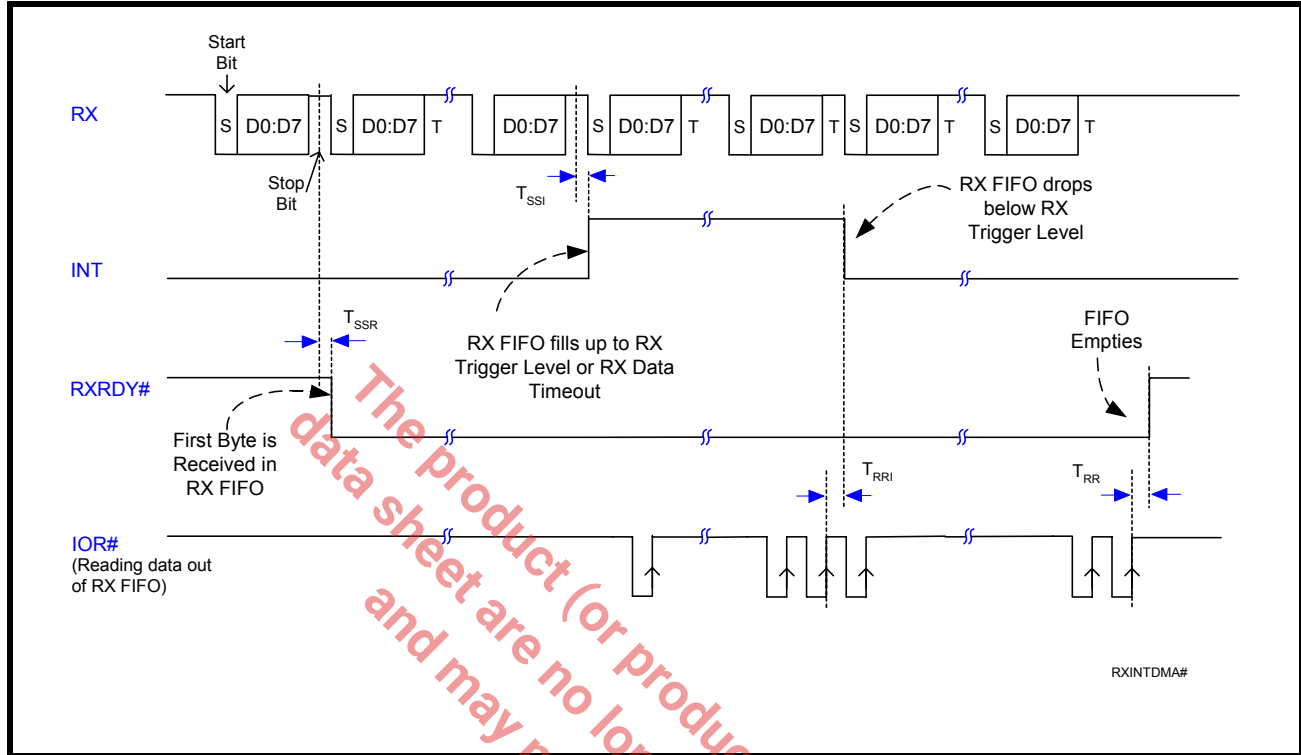 Start
Bit
RX
S D0:D7 S D0:D7 T D0:D7 S D0:D7 T S D0:D7 T S D0:D7 T S D0:D7 T
Stop
Bit
TSSI
RX FIFO drops
below RX
Trigger Level
INT
TSSR
RX FIFO fills up to RX
Trigger Level or RX Data
Timeout
FIFO
Empties
RXRDY#
First Byte is
Received in
RX FIFO
TRRI
TRR
IOR#
(Reading data out
of RX FIFO)
RXINTDMA#
The product (or produc
data sheet are no lon
and may n